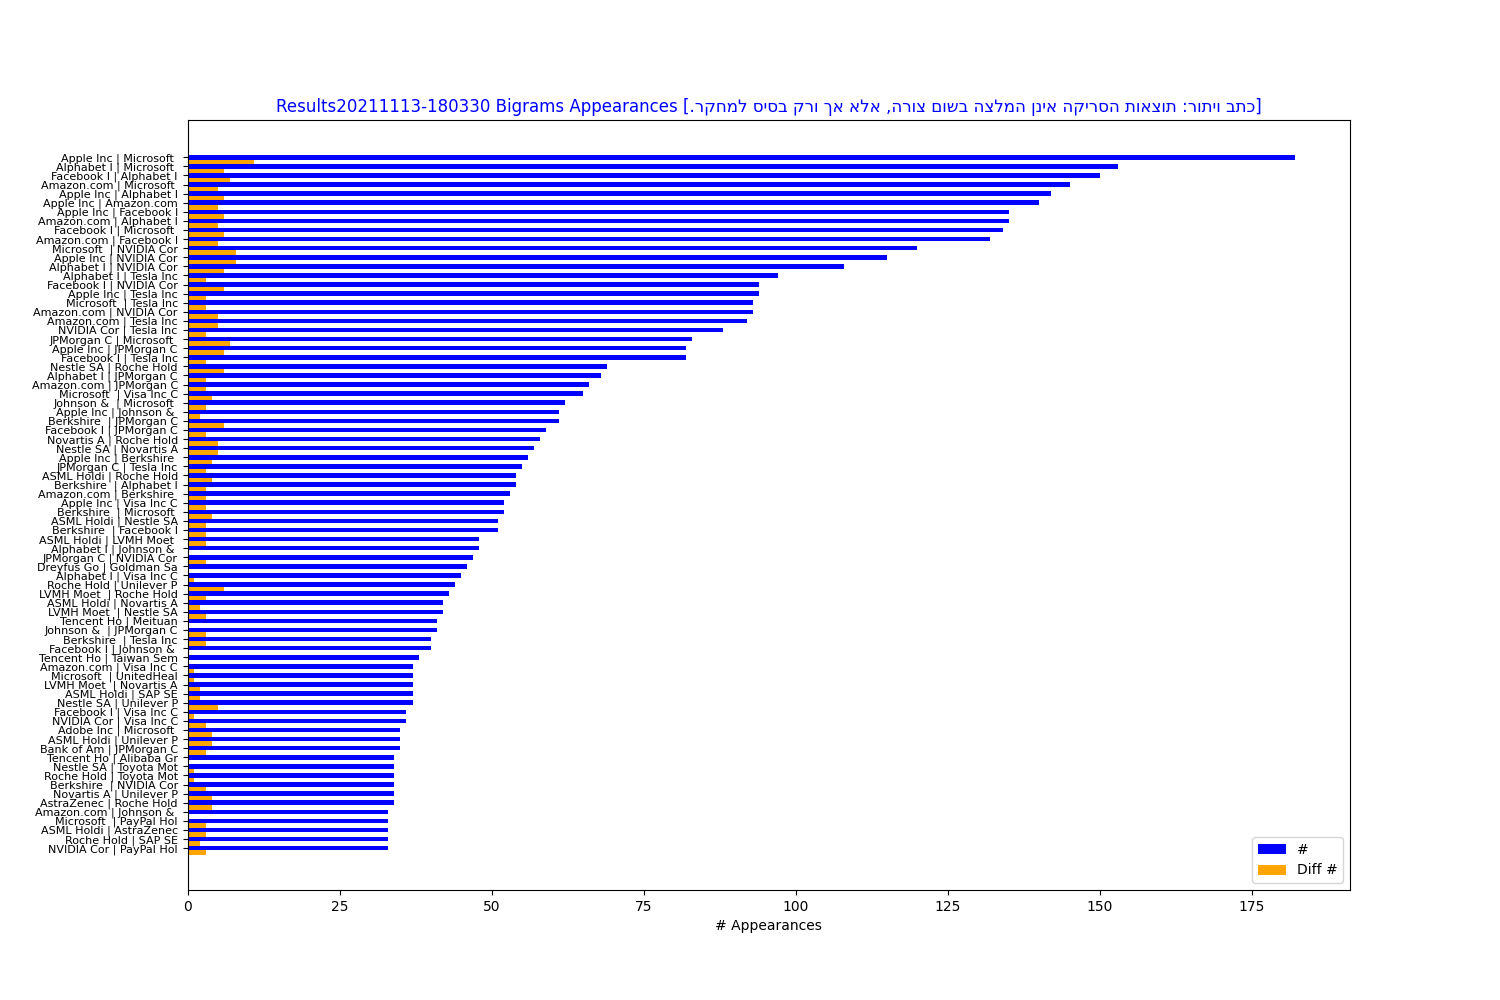 Results20211113-180330 Bigrams Appearances [כתב ויתור: תוצאות הסריקה אינן המלצה בשום צורה, אלא אך ורק בסיס למחקר.]
Apple Inc | Microsoft
Alphabet I | Microsoft
Facebook I | Alphabet I
Amazon.com | Microsoft
Apple Inc | Alphabet I
Apple Inc | Amazon.com
Apple Inc | Facebook I
Amazon.com | Alphabet I
Facebook I | Microsoft
Amazon.com | Facebook I
Microsoft  | NVIDIA Cor
Apple Inc | NVIDIA Cor
Alphabet I | NVIDIA Cor
Alphabet I | Tesla Inc
Facebook I | NVIDIA Cor
Apple Inc | Tesla Inc
Microsoft  | Tesla Inc
Amazon.com | NVIDIA Cor
Amazon.com | Tesla Inc
NVIDIA Cor | Tesla Inc
JPMorgan C | Microsoft
Apple Inc | JPMorgan C
Facebook I | Tesla Inc
Nestle SA | Roche Hold
Alphabet I | JPMorgan C
Amazon.com | JPMorgan C
Microsoft  | Visa Inc C
Johnson &  | Microsoft
Apple Inc | Johnson &
Berkshire  | JPMorgan C
Facebook I | JPMorgan C
Novartis A | Roche Hold
Nestle SA | Novartis A
Apple Inc | Berkshire
JPMorgan C | Tesla Inc
ASML Holdi | Roche Hold
Berkshire  | Alphabet I
Amazon.com | Berkshire
Apple Inc | Visa Inc C
Berkshire  | Microsoft
ASML Holdi | Nestle SA
Berkshire  | Facebook I
ASML Holdi | LVMH Moet
Alphabet I | Johnson &
JPMorgan C | NVIDIA Cor
Dreyfus Go | Goldman Sa
Alphabet I | Visa Inc C
Roche Hold | Unilever P
LVMH Moet  | Roche Hold
ASML Holdi | Novartis A
LVMH Moet  | Nestle SA
Tencent Ho | Meituan
Johnson &  | JPMorgan C
Berkshire  | Tesla Inc
Facebook I | Johnson &
Tencent Ho | Taiwan Sem
Amazon.com | Visa Inc C
Microsoft  | UnitedHeal
LVMH Moet  | Novartis A
ASML Holdi | SAP SE
Nestle SA | Unilever P
Facebook I | Visa Inc C
NVIDIA Cor | Visa Inc C
Adobe Inc | Microsoft
ASML Holdi | Unilever P
Bank of Am | JPMorgan C
Tencent Ho | Alibaba Gr
Nestle SA | Toyota Mot
Roche Hold | Toyota Mot
Berkshire  | NVIDIA Cor
Novartis A | Unilever P
AstraZenec | Roche Hold
Amazon.com | Johnson &
Microsoft  | PayPal Hol
ASML Holdi | AstraZenec
Roche Hold | SAP SE
NVIDIA Cor | PayPal Hol
#
Diff #
0 25 50 75 100 125 150 175
# Appearances